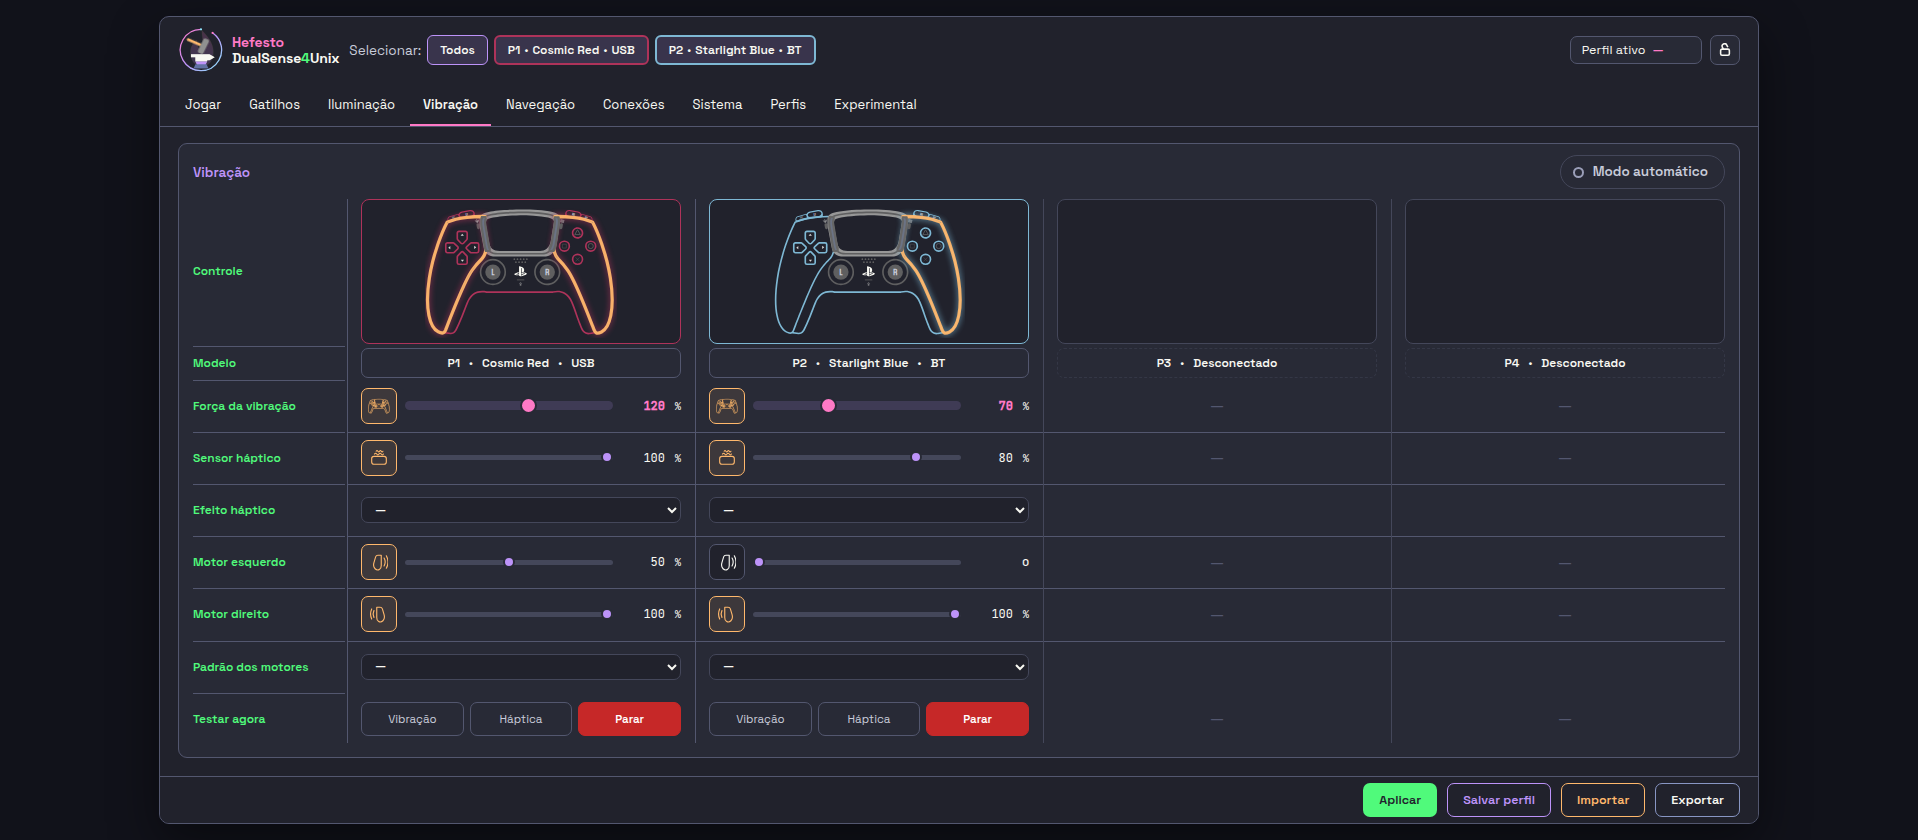 Hefesto
DualSense4Unix
Selecionar: Todos P1 • Cosmic Red • USB P2 • Starlight Blue • BT
Perfil ativo —
Jogar Gatilhos Iluminação Vibração Navegação Conexões Sistema Perfis Experimental
Vibração
Modo automático
Controle
L R L R
Modelo P1 • Cosmic Red • USB P2 • Starlight Blue • BT P3 • Desconectado P4 • Desconectado
Força da vibração 120 % 70 % — —
Sensor háptico 100 % 80 % — —
Efeito háptico — —
Motor esquerdo 50 % 0 — —
Motor direito 100 % 100 % — —
Padrão dos motores — —
Testar agora Vibração Háptica Parar Vibração Háptica Parar — —
Aplicar Salvar perfil Importar Exportar